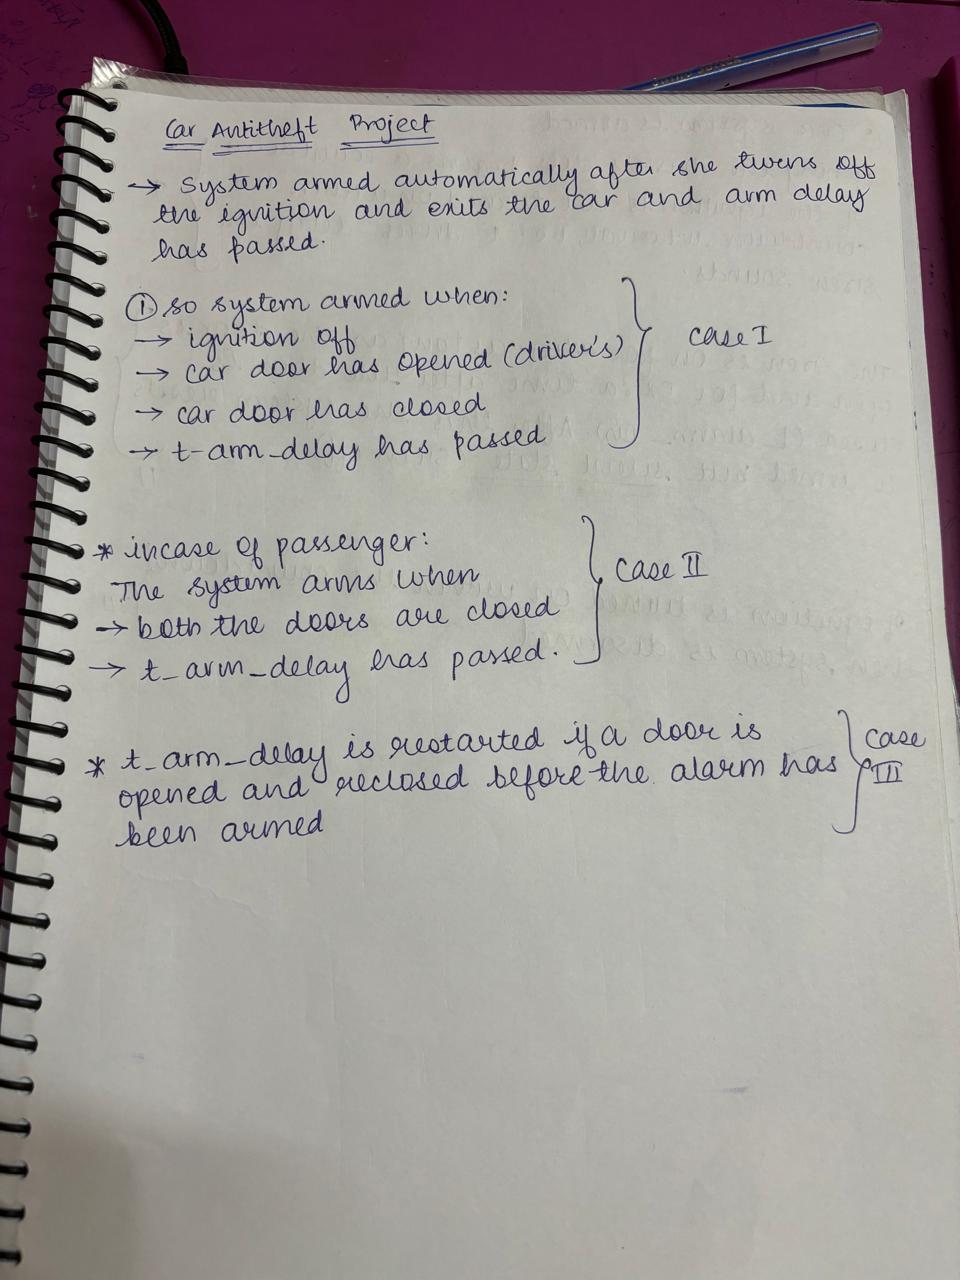 Car Antitheft Project
→ System armed automatically after she turns off
the ignition and exits the car and arm delay
has passed.
① so system armed when:
→ ignition off
→ car door has opened (driver's)
→ car door has closed
→ t-arm_delay has passed
case I
* incase of passenger:
The system arms when
→ both the doors are closed
→ t_arm_delay has passed.
case II
* t_arm_delay is restarted if a door is
opened and reclosed before the alarm has
been armed
case
III